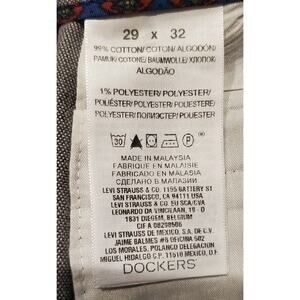 29 x 32
99% COTTON/COTON/ALGODÓN/
PAMUK/COTONE/BAUMWOLLE/ХЛОПОК/
ALGODÃO
1% POLYESTER/POLYESTER/
POLIÉSTER/POLYESTER/POLIESTERE/
POLYESTER/ПОЛИЭСТЕР/POLIÉSTER
30
P
MADE IN MALAYSIA
FABRIQUÉ EN MALAISIE
FABRICADO EN MALASIA
СДЕЛАНО В МАЛАЗИИ
LEVI STRAUSS & CO. 1155 BATTERY ST
SAN FRANCISCO, CA 94111 USA
LEVI STRAUSS & CO. EU SCA/CVA
LEONARDO DA VINCILAAN, 19 - D
1831 DIEGEM, BELGIUM
LEVI STRAUSS DE MEXICO, S.A. DE C.V.
JAIME BALMES #8 OFICINA 502
LOS MORALES, POLANCO DELEGACION
MIGUEL HIDALGO C.P. 11510 MEXICO, D.F.
DOCKERS®